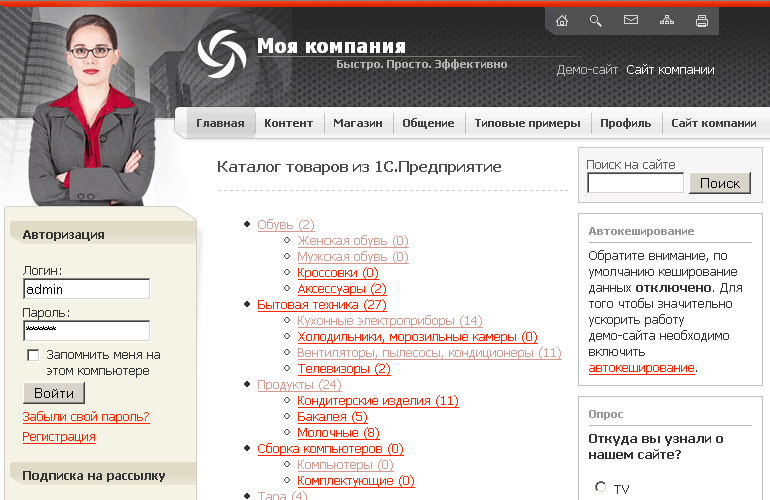 Моя компания
Быстро. Просто. Эффективно
Демо-сайт Сайт компании
Главная Контент Магазин Общение Типовые примеры Профиль Сайт компании
Авторизация
Логин:
admin
Пароль:
******
Запомнить меня на
этом компьютере
Войти
Забыли свой пароль?
Регистрация
Подписка на рассылку
Каталог товаров из 1С.Предприятие
Обувь (2)
Женская обувь (0)
Мужская обувь (0)
Кроссовки (0)
Аксессуары (2)
Бытовая техника (27)
Кухонные электроприборы (14)
Холодильники, морозильные камеры (0)
Вентиляторы, пылесосы, кондиционеры (11)
Телевизоры (2)
Продукты (24)
Кондитерские изделия (11)
Бакалея (5)
Молочные (8)
Сборка компьютеров (0)
Компьютеры (0)
Комплектующие (0)
Тара (4)
Поиск на сайте
Поиск
Автокеширование
Обратите внимание, по
умолчанию кеширование
данных отключено. Для
того чтобы значительно
ускорить работу
демо-сайта необходимо
включить
автокеширование.
Опрос
Откуда вы узнали о
нашем сайте?
TV